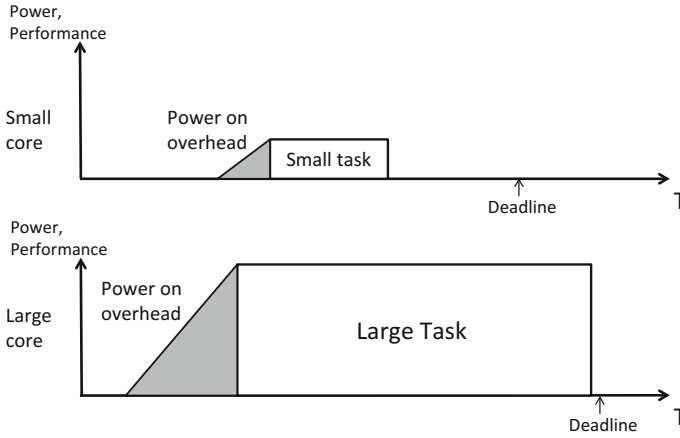 Power,
Performance
Small
core
Power on
overhead
Small task
Deadline
T
Power,
Performance
Large
core
Power on
overhead
Large Task
Deadline
T